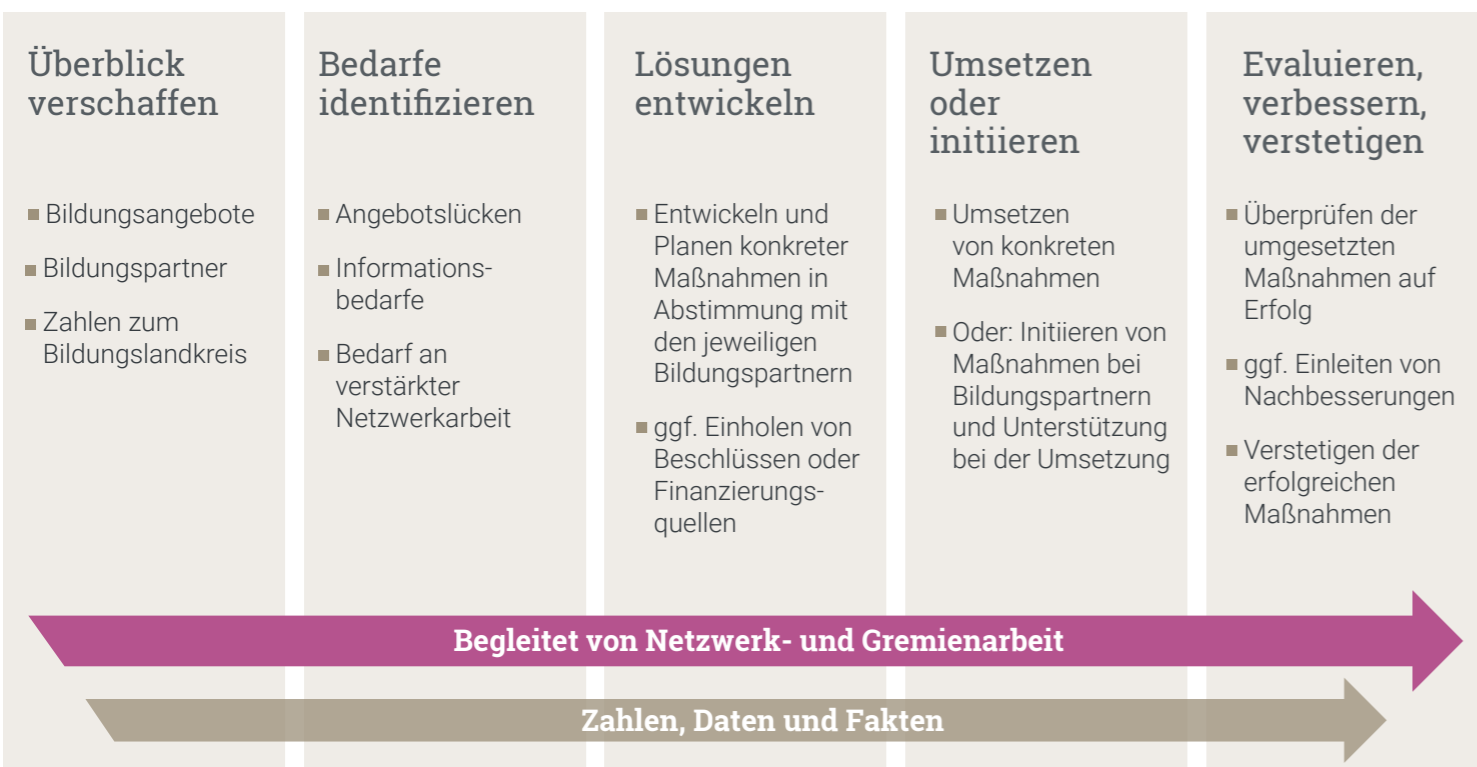 Überblick
verschaffen
Bildungsangebote
Bildungspartner
Zahlen zum
Bildungslandkreis
Bedarfe
identifizieren
Angebotslücken
Informations-
bedarfe
Bedarf an
verstärkter
Netzwerkarbeit
Lösungen
entwickeln
Entwickeln und
Planen konkreter
Maßnahmen in
Abstimmung mit
den jeweiligen
Bildungspartnern
ggf. Einholen von
Beschlüssen oder
Finanzierungs-
quellen
Umsetzen
oder
initiieren
Umsetzen
von konkreten
Maßnahmen
Oder: Initiieren von
Maßnahmen bei
Bildungspartnern
und Unterstützung
bei der Umsetzung
Evaluieren,
verbessern,
verstetigen
Überprüfen der
umgesetzten
Maßnahmen auf
Erfolg
ggf. Einleiten von
Nachbesserungen
Verstetigen der
erfolgreichen
Maßnahmen
Begleitet von Netzwerk- und Gremienarbeit
Zahlen, Daten und Fakten